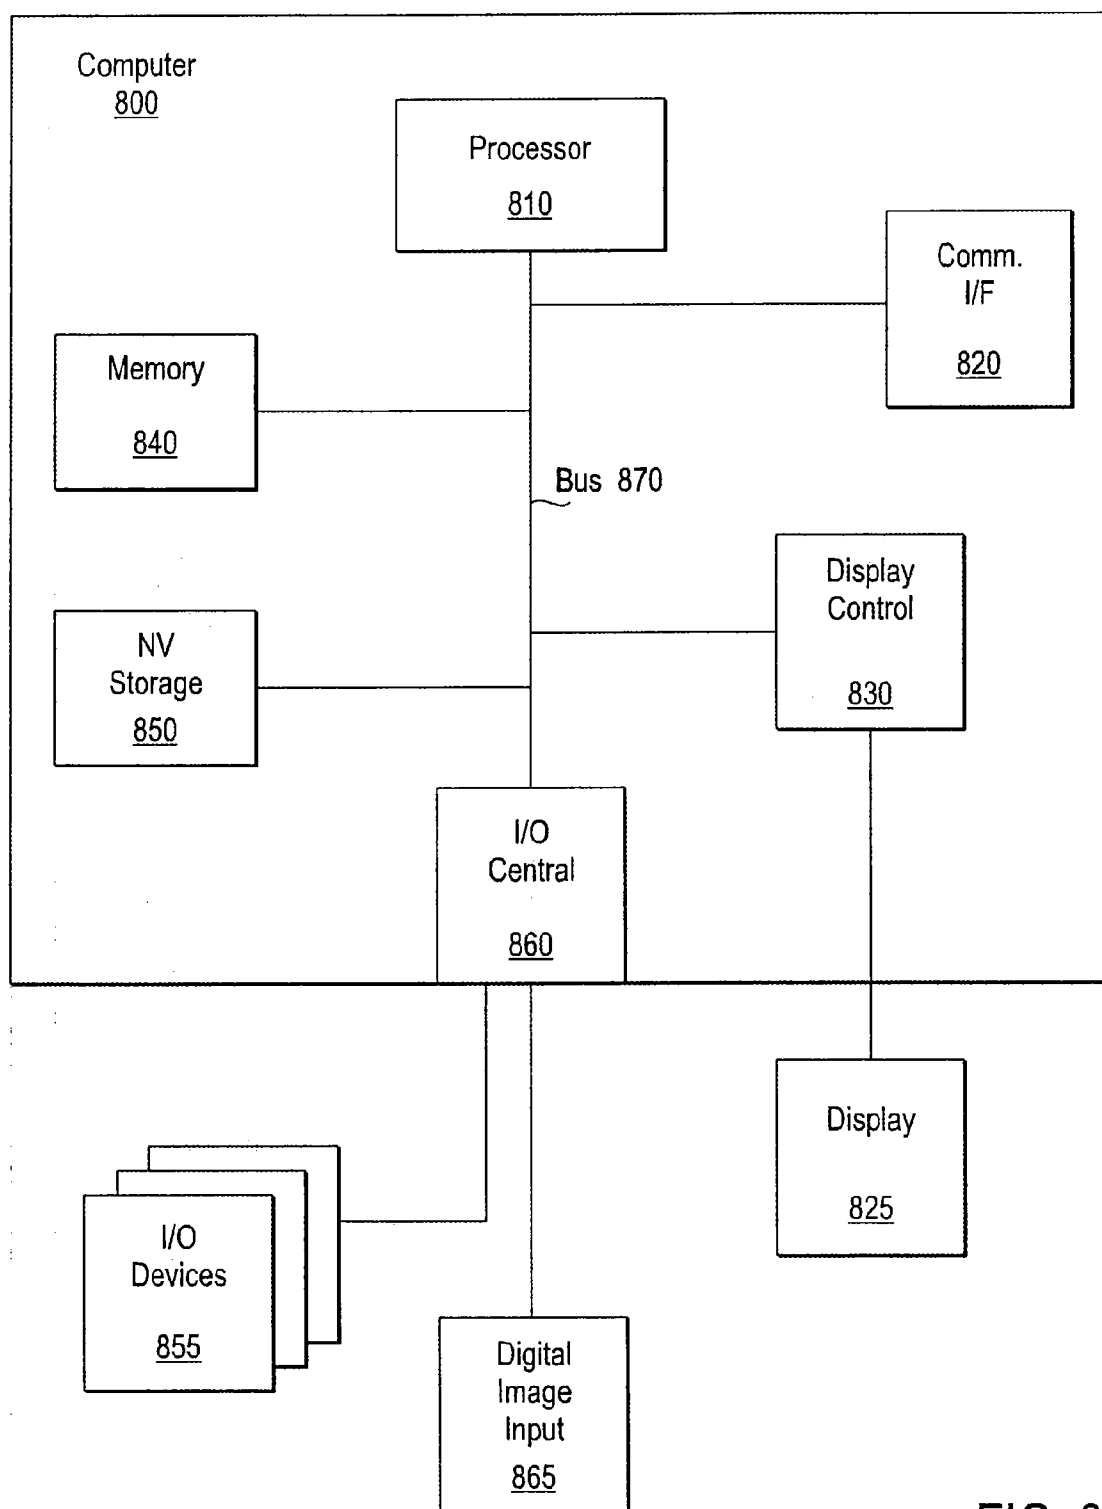 Computer
800
Processor
810
Comm.
I/F
820
Memory
840
Bus 870
Display
Control
830
NV
Storage
850
I/O
Central
860
Display
825
I/O
Devices
855
Digital
Image
Input
865